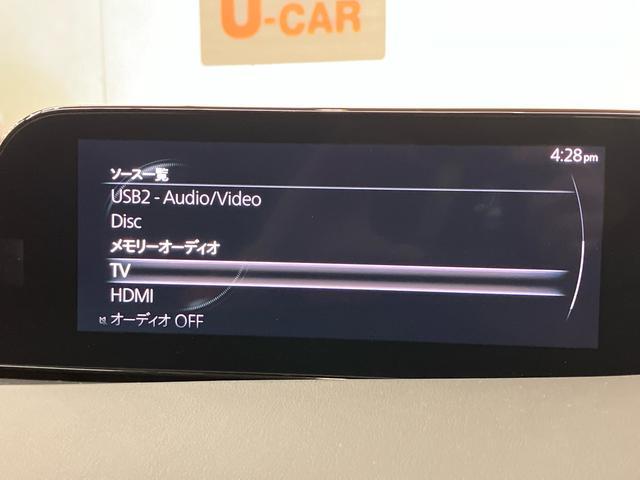 U-CAR
4:28pm
ソース一覧
USB2 - Audio/Video
Disc
メモリーオーディオ
TV
HDMI
オーディオ OFF